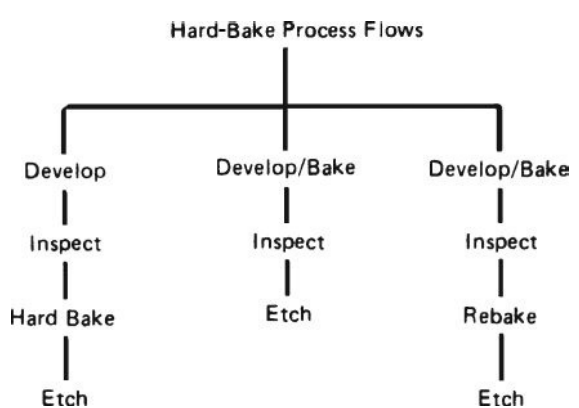 Hard-Bake Process Flows
Develop
Develop/Bake
Develop/Bake
Inspect
Inspect
Inspect
Hard Bake
Etch
Rebake
Etch
Etch